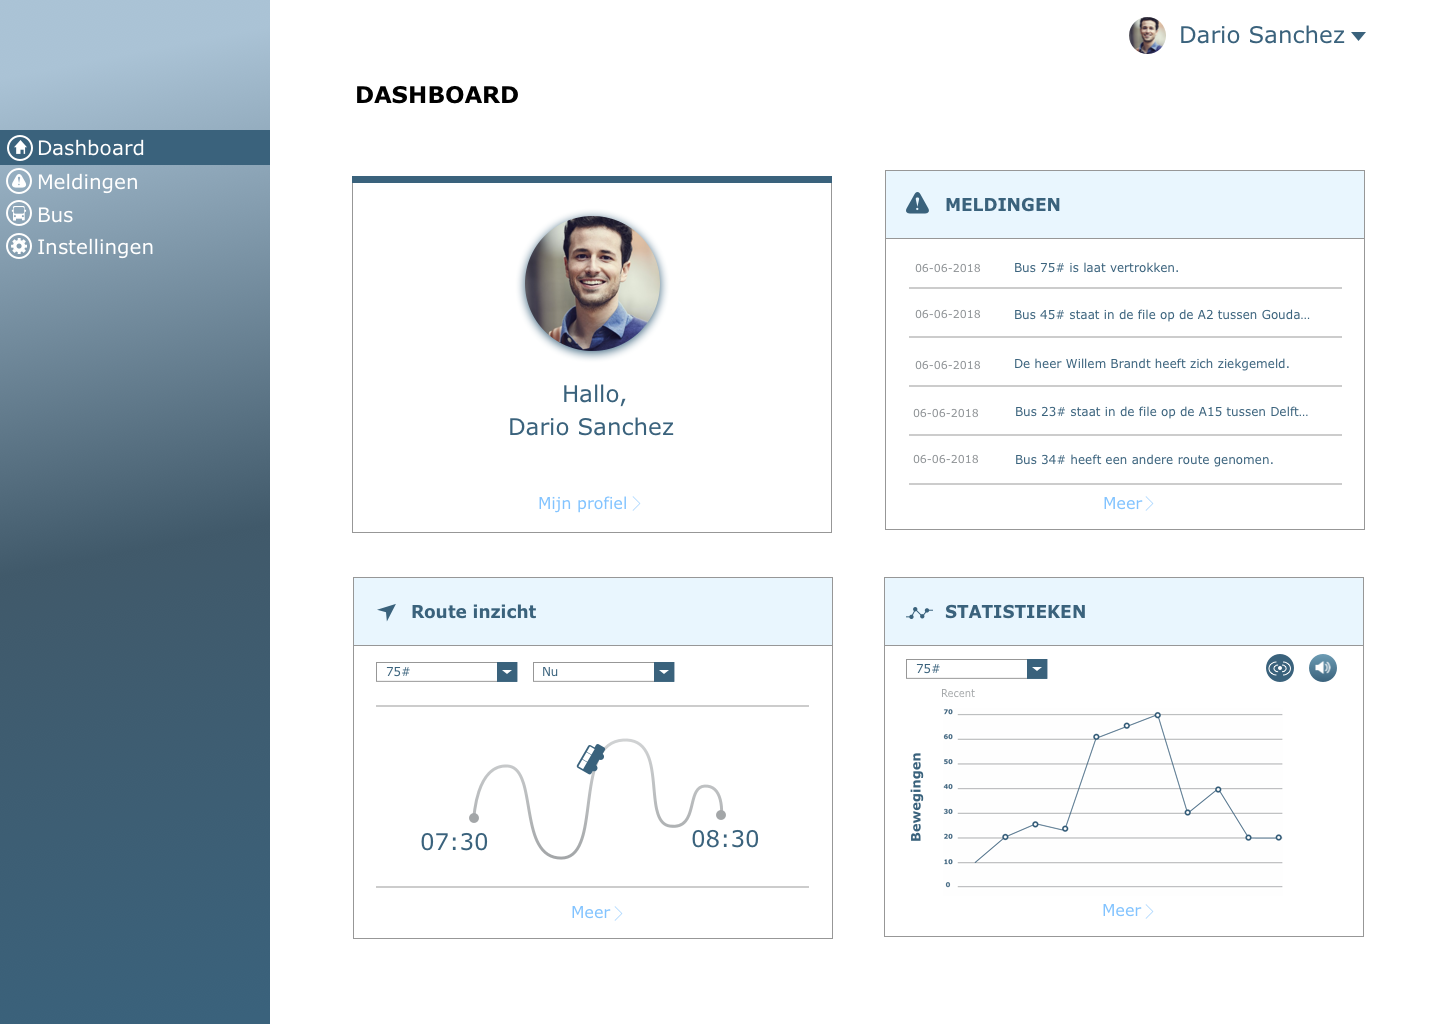 Dario Sanchez
DASHBOARD
Dashboard
Meldingen
Bus
Instellingen
Hallo,
Dario Sanchez
Mijn profiel
MELDINGEN
06-06-2018 Bus 75# is laat vertrokken.
06-06-2018 Bus 45# staat in de file op de A2 tussen Gouda...
06-06-2018 De heer Willem Brandt heeft zich ziekgemeld.
06-06-2018 Bus 23# staat in de file op de A15 tussen Delft...
06-06-2018 Bus 34# heeft een andere route genomen.
Meer
Route inzicht
75# Nu
07:30 08:30
Meer
STATISTIEKEN
75#
Recent
Bewegingen
70
60
50
40
30
20
10
0
Meer